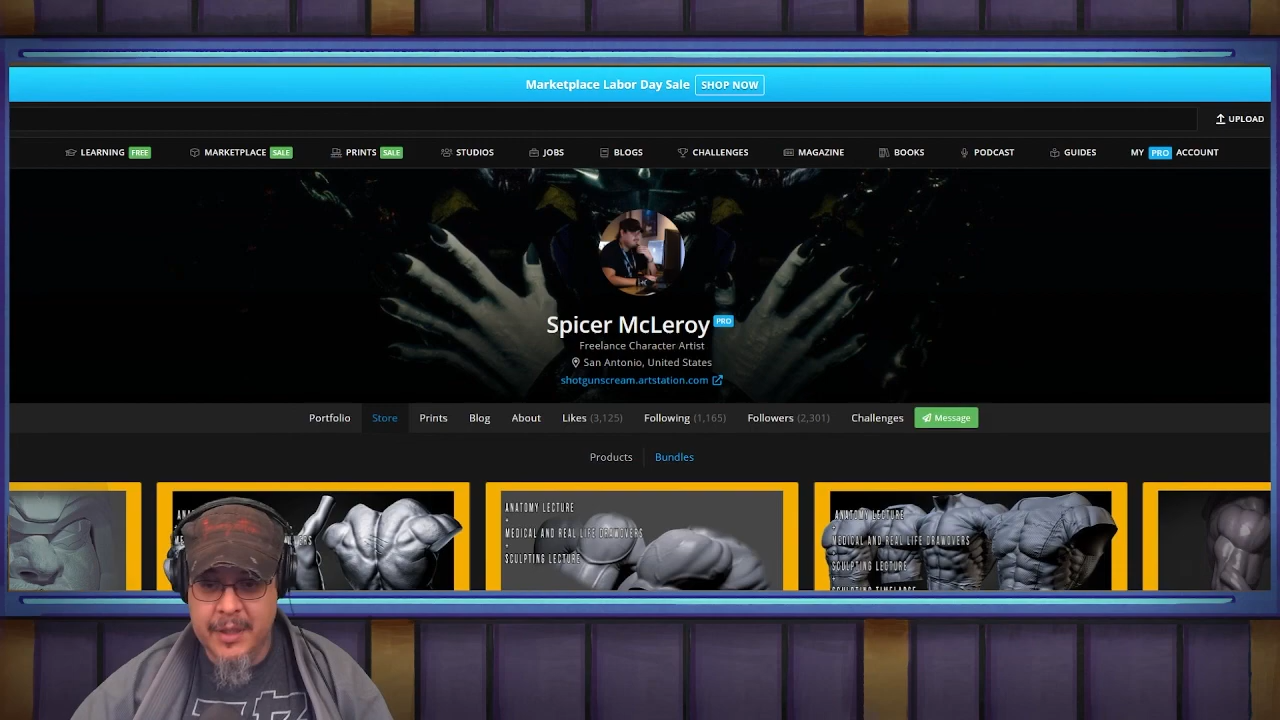 Marketplace Labor Day Sale SHOP NOW
UPLOAD
LEARNING FREE MARKETPLACE SALE PRINTS SALE STUDIOS JOBS BLOGS CHALLENGES MAGAZINE BOOKS PODCAST GUIDES MY PRO ACCOUNT
Spicer McLeroy PRO
Freelance Character Artist
San Antonio, United States
shotgunscream.artstation.com
Portfolio Store Prints Blog About Likes (3,125) Following (1,165) Followers (2,301) Challenges Message
Products Bundles
ANATOMY LECTURE
+
MEDICAL AND REAL LIFE DRAWOVERS
+
SCULPTING LECTURE
ANATOMY LECTURE
+
MEDICAL AND REAL LIFE DRAWOVERS
+
SCULPTING LECTURE
+
SCULPTING TIMELAPSE